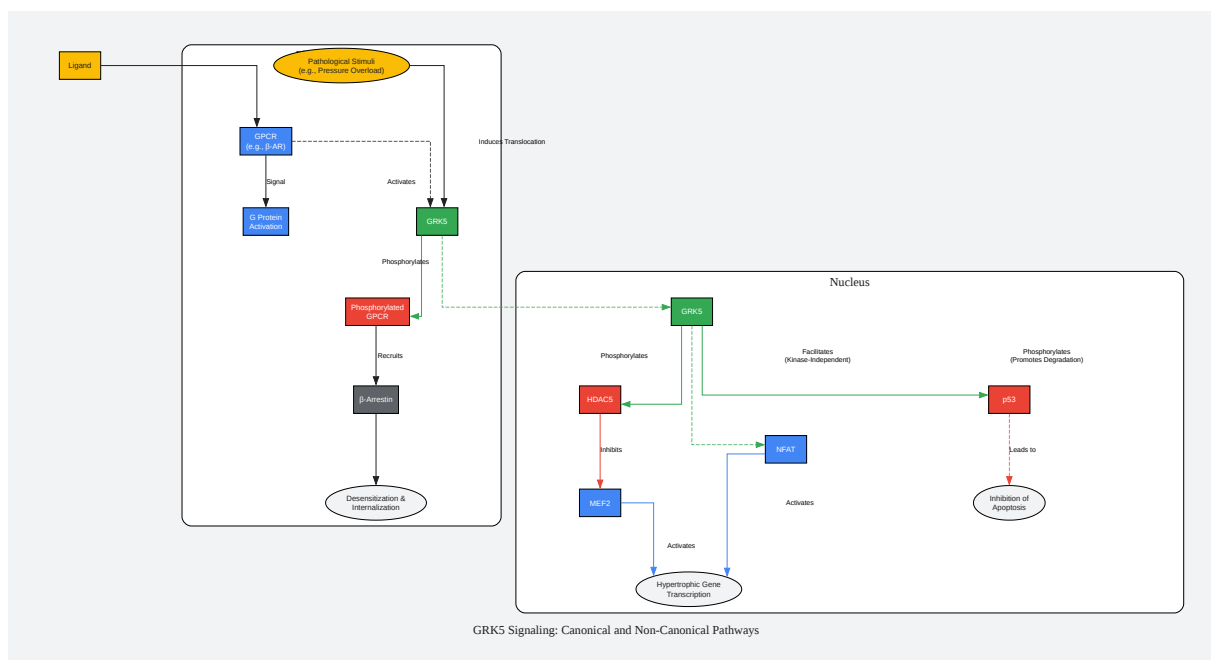 Ligand
Pathological Stimuli
(e.g., Pressure Overload)
GPCR
(e.g., β-AR)
Induces Translocation
Signal
Activates
G Protein
Activation
GRK5
Phosphorylates
Nucleus
Phosphorylated
GPCR
GRK5
Recruits
Phosphorylates
Facilitates
(Kinase-Independent)
Phosphorylates
(Promotes Degradation)
β-Arrestin
HDAC5
p53
Inhibits
NFAT
Leads to
Desensitization &
Internalization
MEF2
Activates
Inhibition of
Apoptosis
Activates
Hypertrophic Gene
Transcription
GRK5 Signaling: Canonical and Non-Canonical Pathways